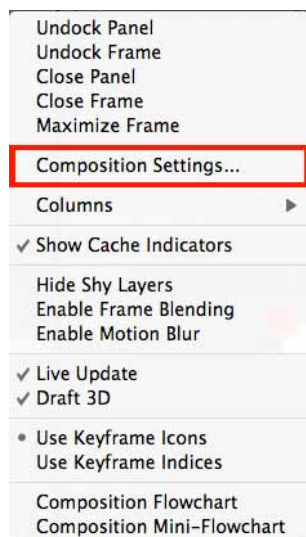 Undock Panel
Undock Frame
Close Panel
Close Frame
Maximize Frame
Composition Settings...
Columns
Show Cache Indicators
Hide Shy Layers
Enable Frame Blending
Enable Motion Blur
Live Update
Draft 3D
Use Keyframe Icons
Use Keyframe Indices
Composition Flowchart
Composition Mini-Flowchart